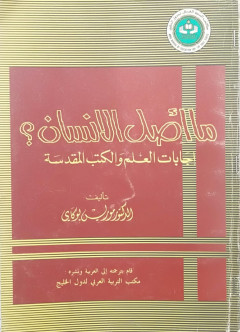 ما أصل الإنسان؟
إجابات العلم والكتب المقدسة
تأليف
الدكتور موريس بوكاي
قام بترجمته إلى العربية ونشره
مكتب التربية العربي لدول الخليج